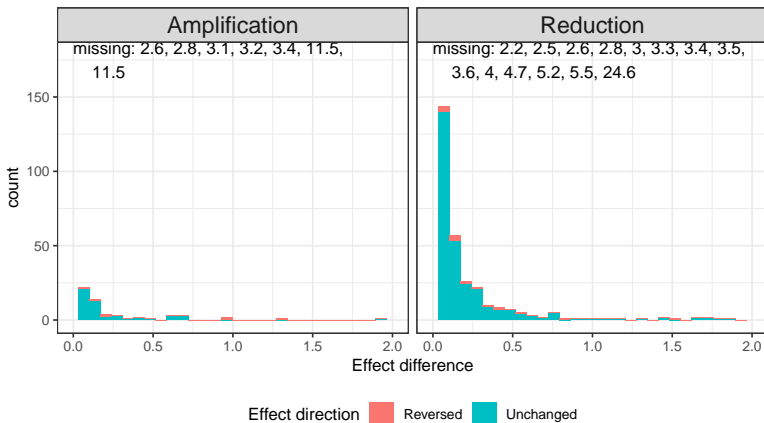 Amplification
Reduction
missing: 2.6, 2.8, 3.1, 3.2, 3.4, 11.5,
11.5
missing: 2.2, 2.5, 2.6, 2.8, 3, 3.3, 3.4, 3.5,
3.6, 4, 4.7, 5.2, 5.5, 24.6
150
100
50
0
count
0.0 0.5 1.0 1.5 2.0
0.0 0.5 1.0 1.5 2.0
Effect difference
Effect direction Reversed Unchanged